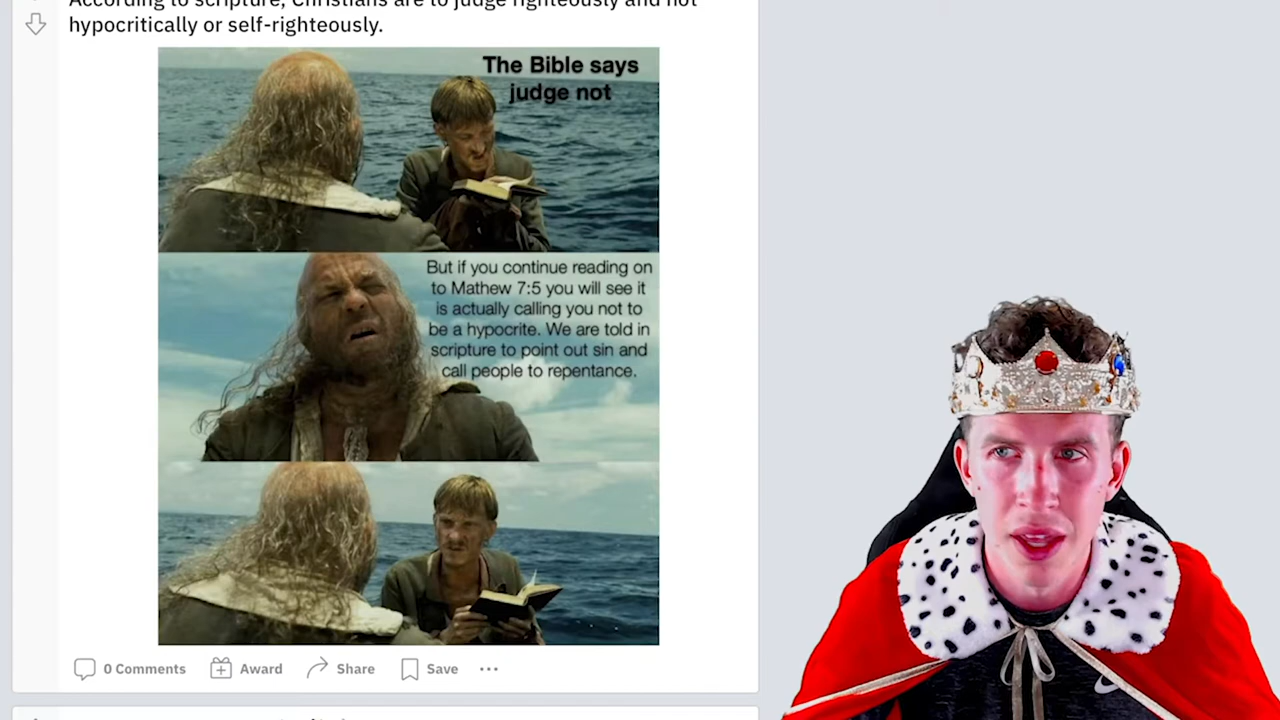 According to scripture, Christians are to judge righteously and not
hypocritically or self-righteously.
The Bible says
judge not
But if you continue reading on
to Mathew 7:5 you will see it
is actually calling you not to
be a hypocrite. We are told in
scripture to point out sin and
call people to repentance.
0 Comments
Award
Share
Save